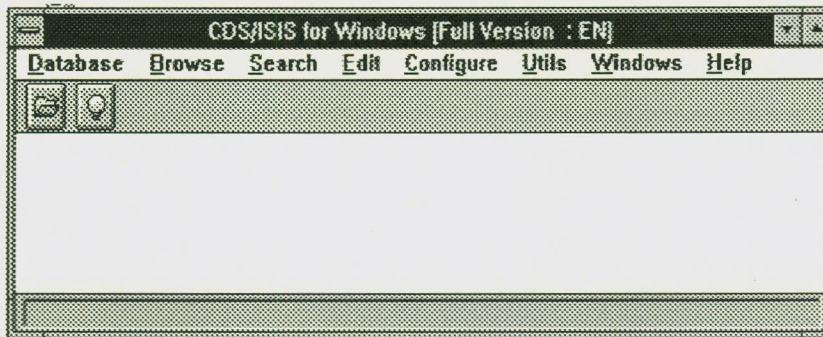 CDS/ISIS for Windows [Full Version : EN]
Database Browse Search Edit Configure Utils Windows Help